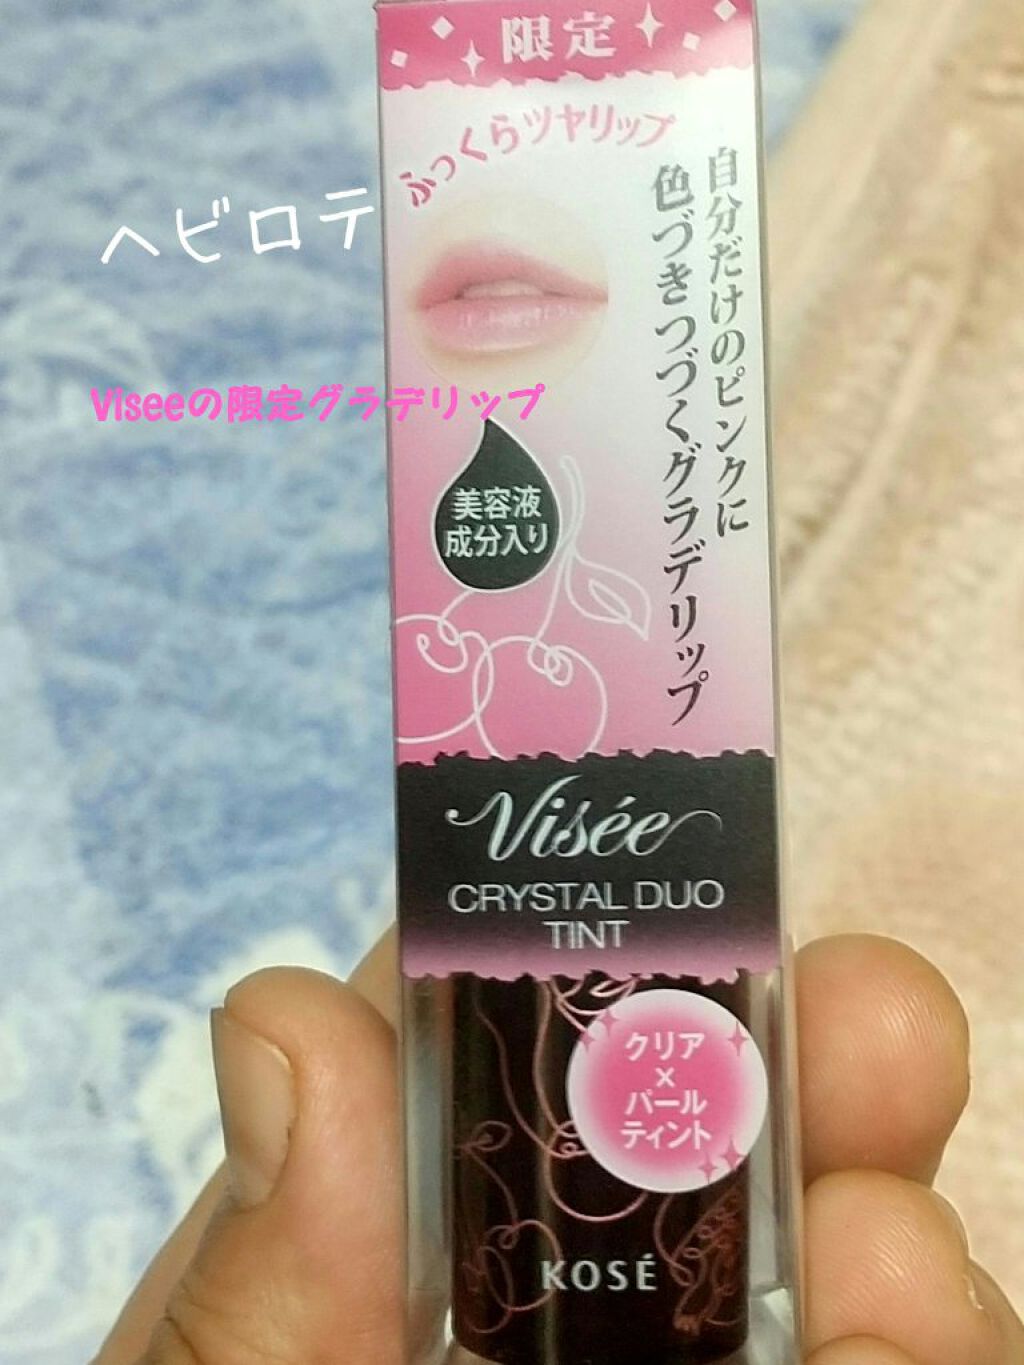 限定
ふっくらツヤリップ
自分だけのピンクに
色づきつづくグラデリップ
ヘビロテ
Viseeの限定グラデリップ
美容液
成分入り
Visée
CRYSTAL DUO
TINT
クリア
×
パール
ティント
KOSÉ